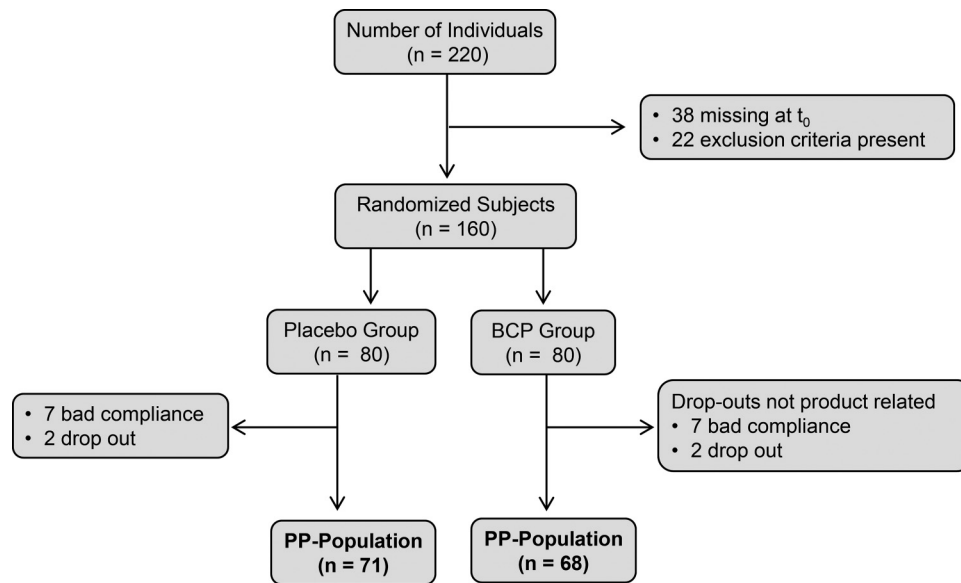 Number of Individuals
(n = 220)
• 38 missing at t₀
• 22 exclusion criteria present
Randomized Subjects
(n = 160)
Placebo Group
(n =  80)
BCP Group
(n =  80)
• 7 bad compliance
• 2 drop out
Drop-outs not product related
• 7 bad compliance
• 2 drop out
PP-Population
(n = 71)
PP-Population
(n = 68)